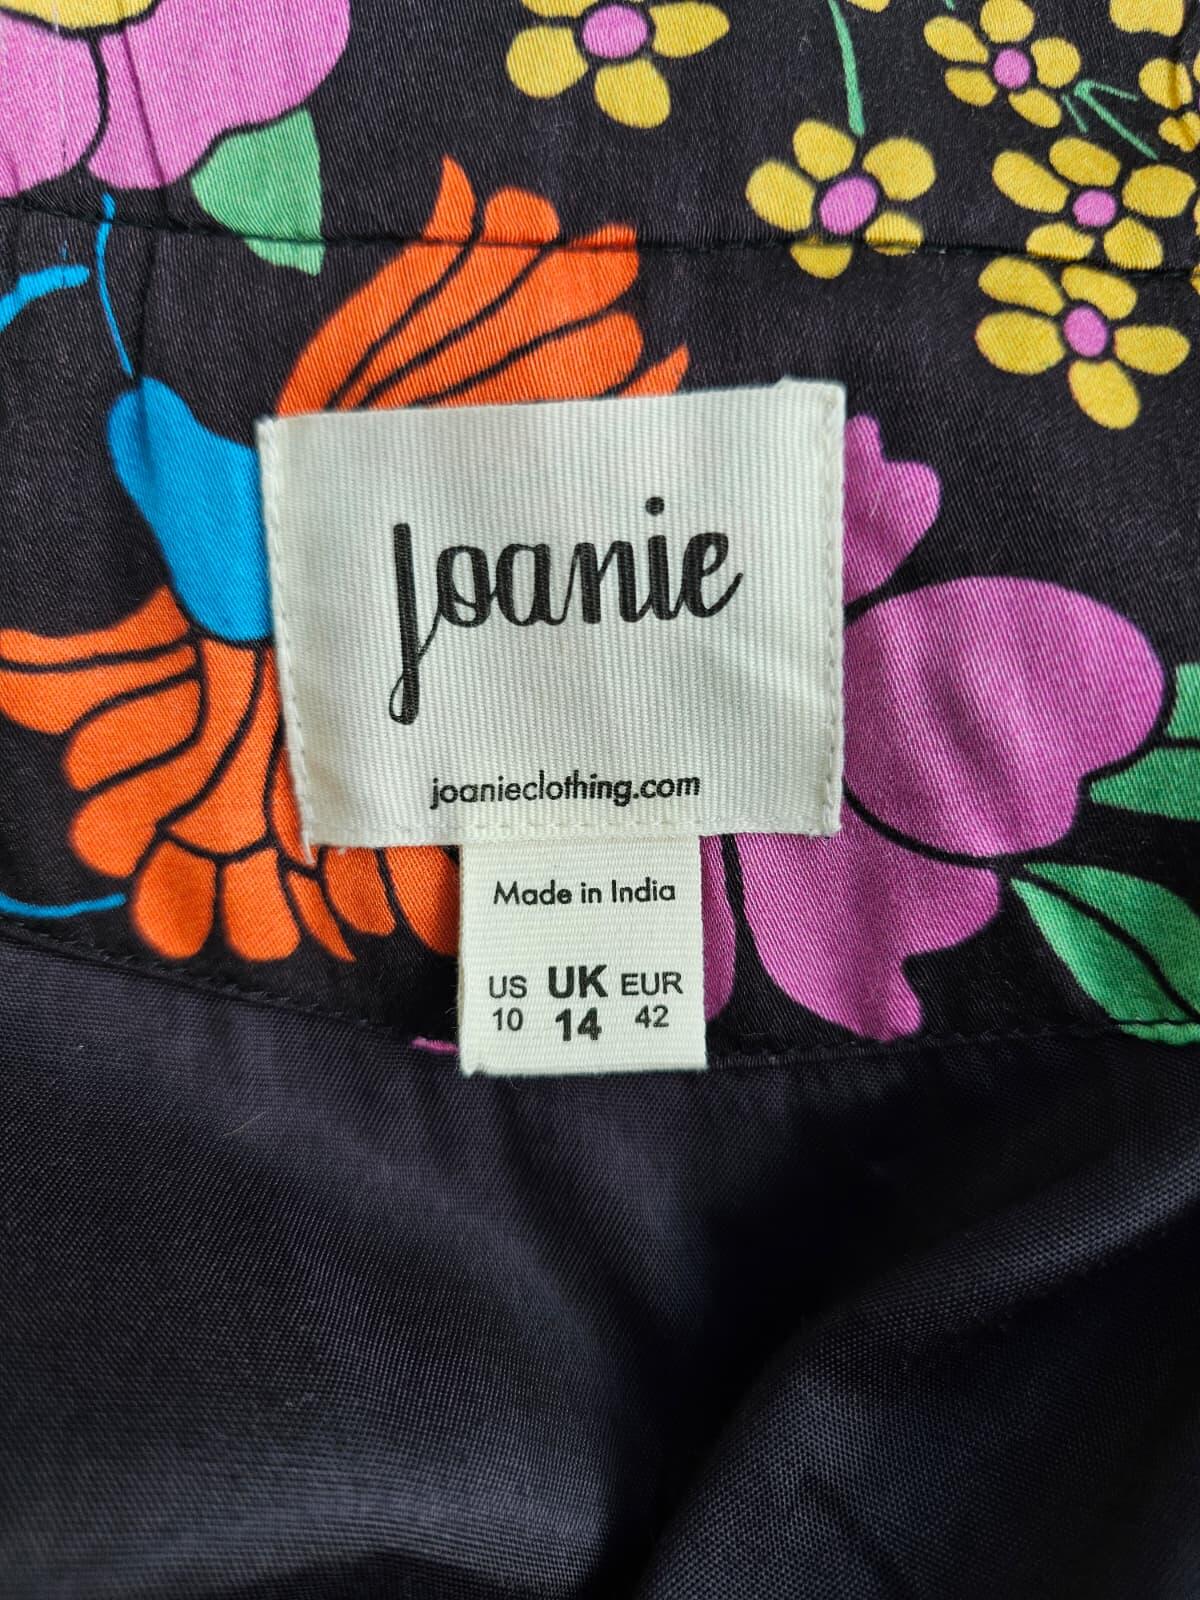 Joanie
joanieclothing.com
Made in India
US UK EUR
10 14 42